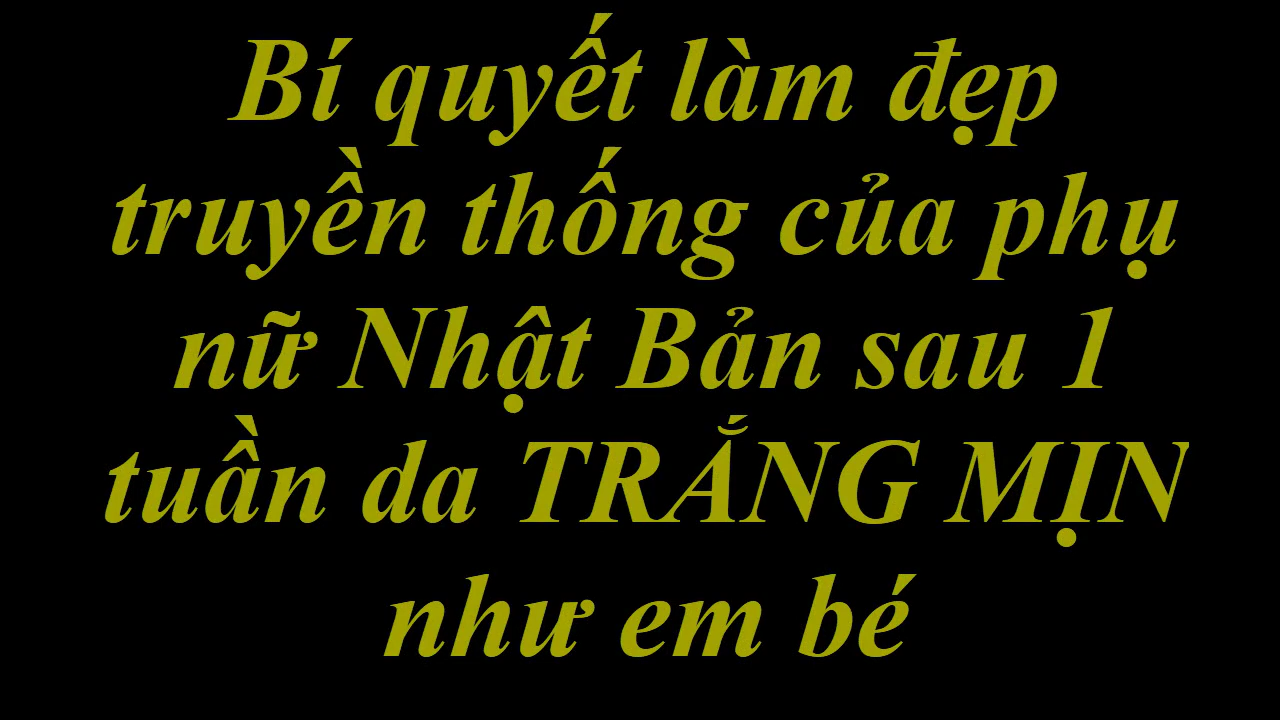 Bí quyết làm đẹp
truyền thống của phụ
nữ Nhật Bản sau 1
tuần da TRẮNG MỊN
như em bé